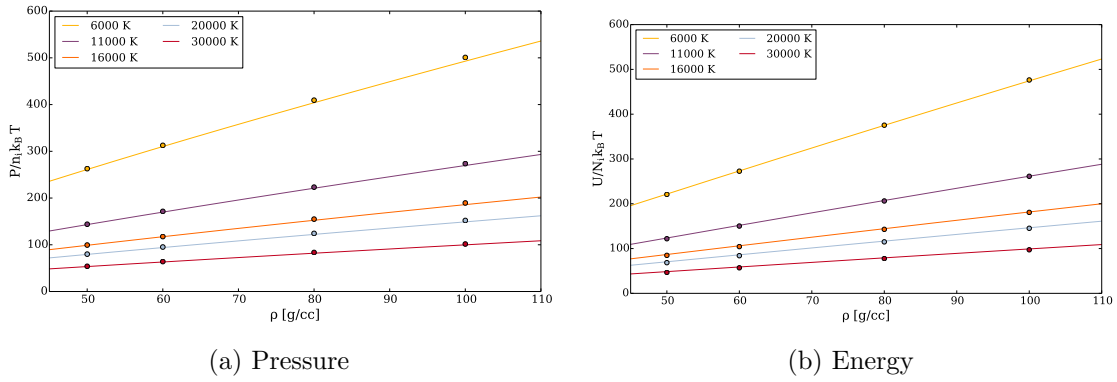 6000 K
11000 K
16000 K
20000 K
30000 K
P/n_i k_B T
600
500
400
300
200
100
0
50 60 70 80 90 100 110
ρ [g/cc]
(a) Pressure
6000 K
11000 K
16000 K
20000 K
30000 K
U/N_i k_B T
600
500
400
300
200
100
0
50 60 70 80 90 100 110
ρ [g/cc]
(b) Energy